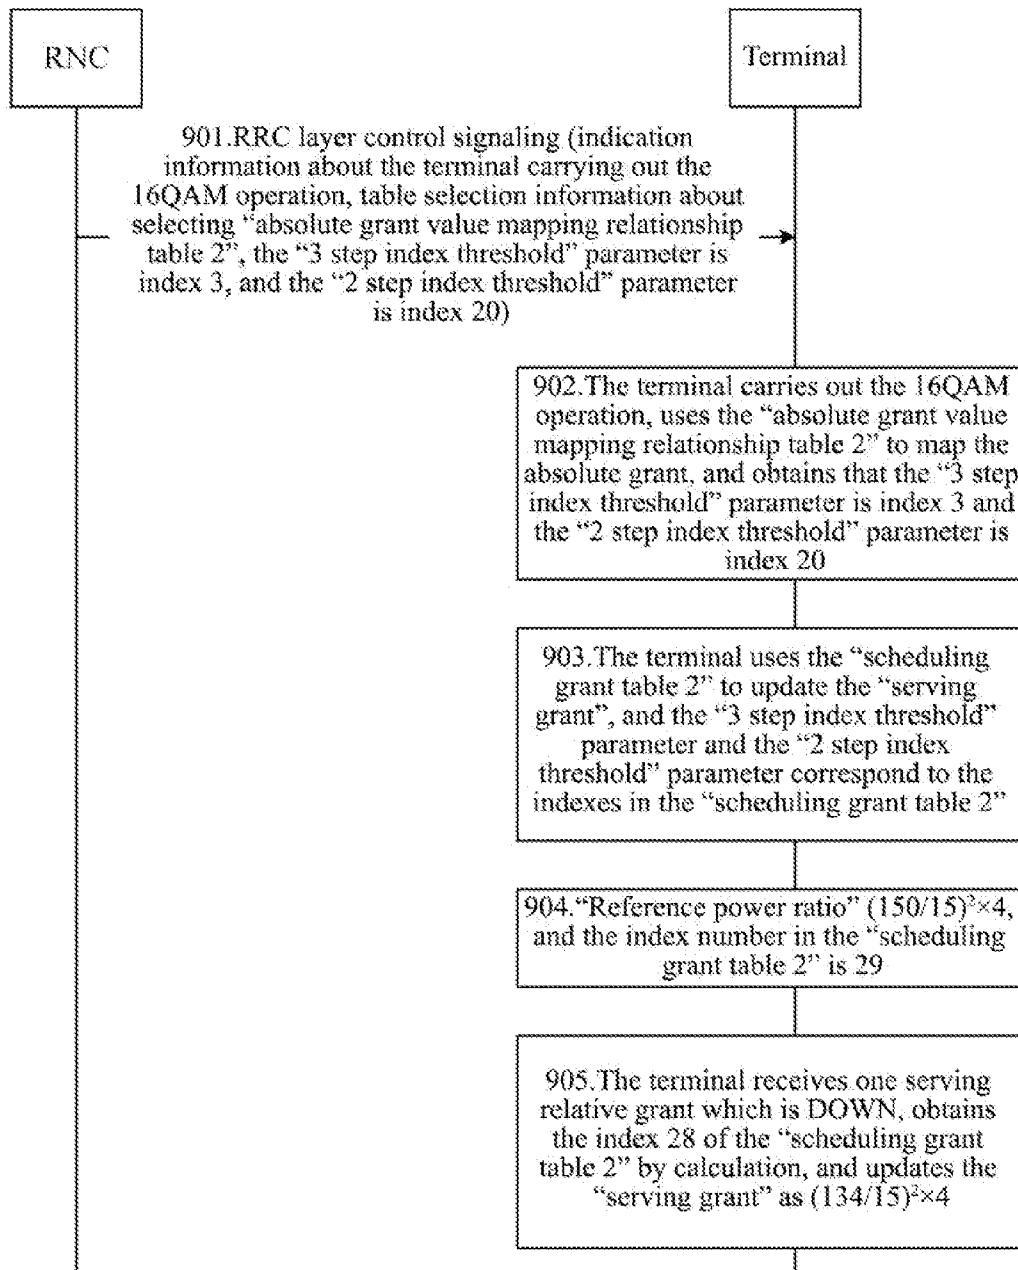 RNC
Terminal
901.RRC layer control signaling (indication
information about the terminal carrying out the
16QAM operation, table selection information about
selecting “absolute grant value mapping relationship
table 2”, the “3 step index threshold” parameter is
index 3, and the “2 step index threshold” parameter
is index 20)
902.The terminal carries out the 16QAM
operation, uses the “absolute grant value
mapping relationship table 2” to map the
absolute grant, and obtains that the “3 step
index threshold” parameter is index 3 and
the “2 step index threshold” parameter is
index 20
903.The terminal uses the “scheduling
grant table 2” to update the “serving
grant”, and the “3 step index threshold”
parameter and the “2 step index
threshold” parameter correspond to the
indexes in the “scheduling grant table 2”
904.“Reference power ratio” (150/15)²×4,
and the index number in the “scheduling
grant table 2” is 29
905.The terminal receives one serving
relative grant which is DOWN, obtains
the index 28 of the “scheduling grant
table 2” by calculation, and updates the
“serving grant” as (134/15)²×4